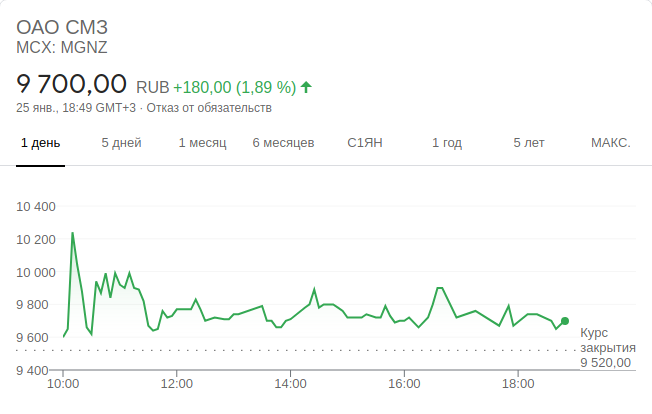 ОАО СМЗ
MCX: MGNZ
9 700,00 RUB +180,00 (1,89 %)
25 янв., 18:49 GMT+3 · Отказ от обязательств
1 день 5 дней 1 месяц 6 месяцев С1ЯН 1 год 5 лет МАКС.
10 400
10 200
10 000
9 800
9 600
Курс
закрытия
9 520,00
9 400
10:00 12:00 14:00 16:00 18:00